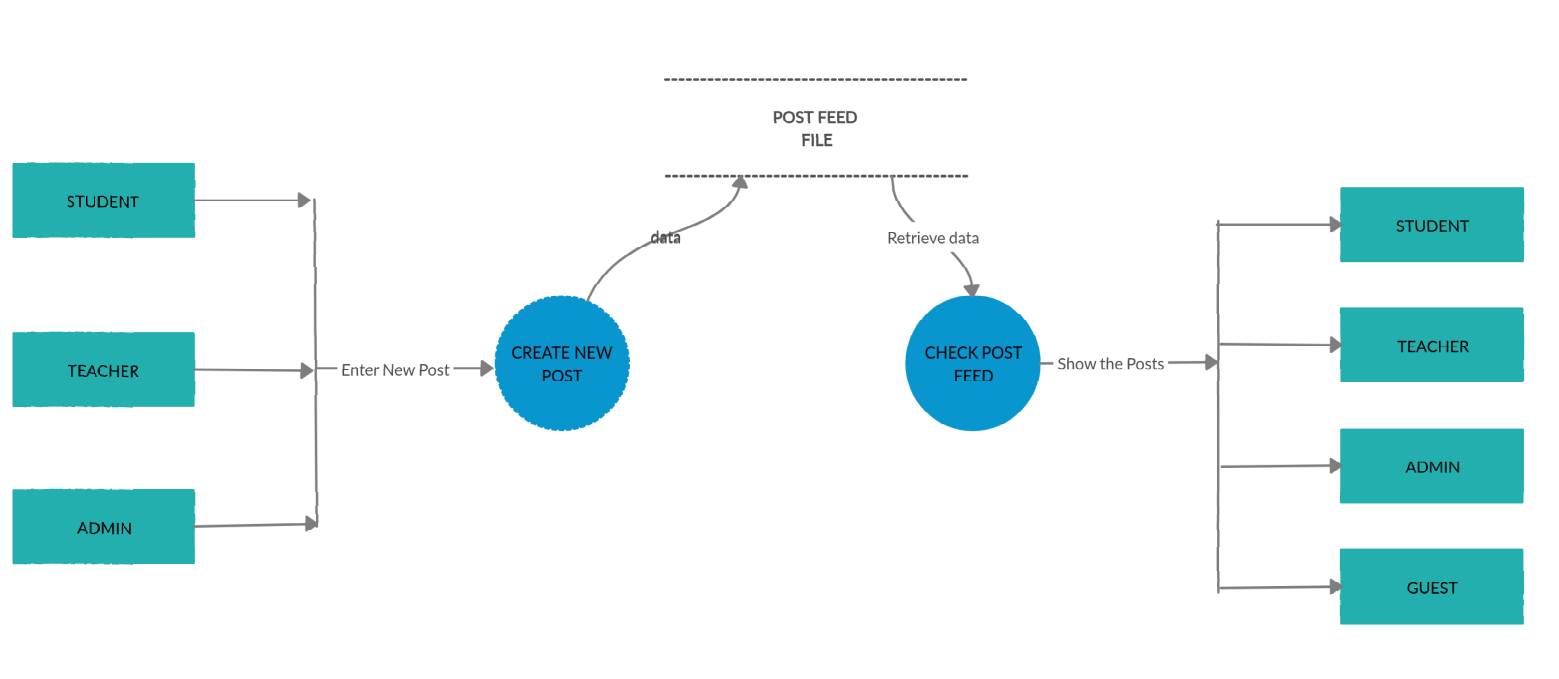 POST FEED
FILE
STUDENT
TEACHER
ADMIN
Enter New Post
CREATE NEW
POST
data
Retrieve data
CHECK POST
FEED
Show the Posts
STUDENT
TEACHER
ADMIN
GUEST